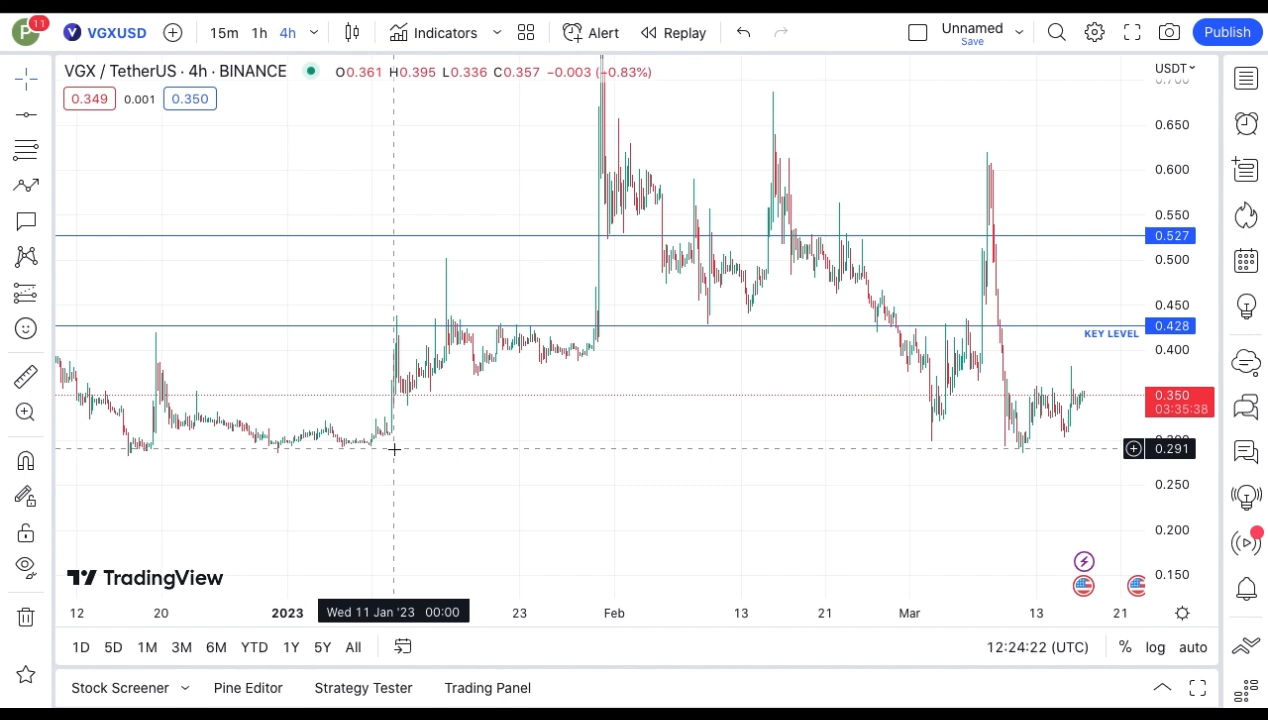 P 11 VGXUSD 15m 1h 4h Indicators Alert Replay Unnamed Save Publish
VGX / TetherUS · 4h · BINANCE O0.361 H0.395 L0.336 C0.357 −0.003 (−0.83%) USDT
0.700
0.349 0.001 0.350
0.650
0.600
0.550
0.527
0.500
0.450
0.428
KEY LEVEL
0.400
0.350
03:35:38
0.300
0.291
0.250
0.200
0.150
TradingView
12 20 2023 Wed 11 Jan '23 00:00 23 Feb 13 21 Mar 13 21
1D 5D 1M 3M 6M YTD 1Y 5Y All 12:24:22 (UTC) % log auto
Stock Screener Pine Editor Strategy Tester Trading Panel